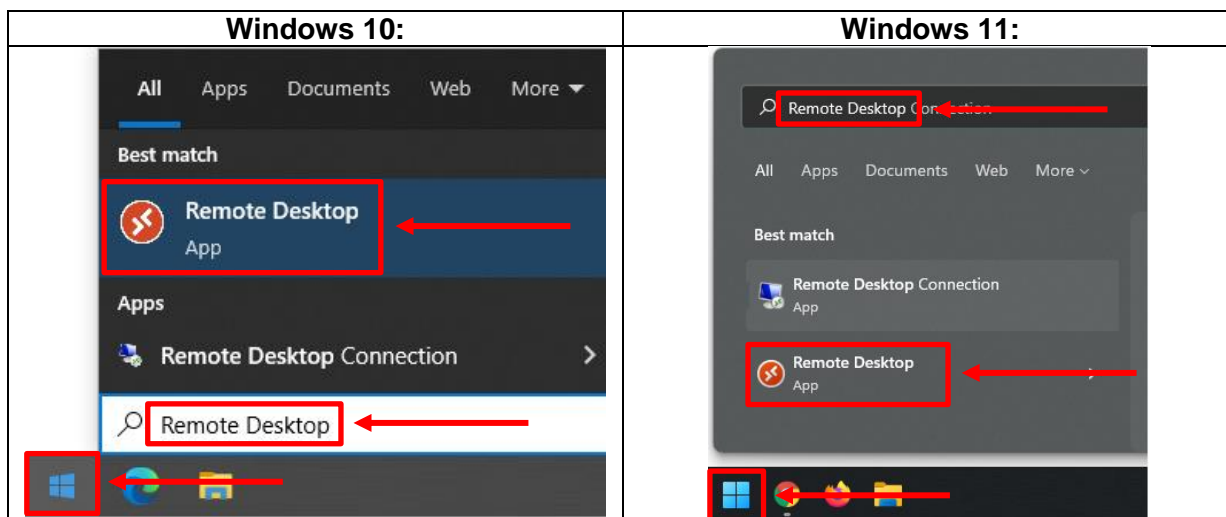 Windows 10:
All Apps Documents Web More
Best match
Remote Desktop
App
Apps
Remote Desktop Connection
Remote Desktop
Windows 11:
Remote Desktop Connection
All Apps Documents Web More
Best match
Remote Desktop Connection
App
Remote Desktop
App